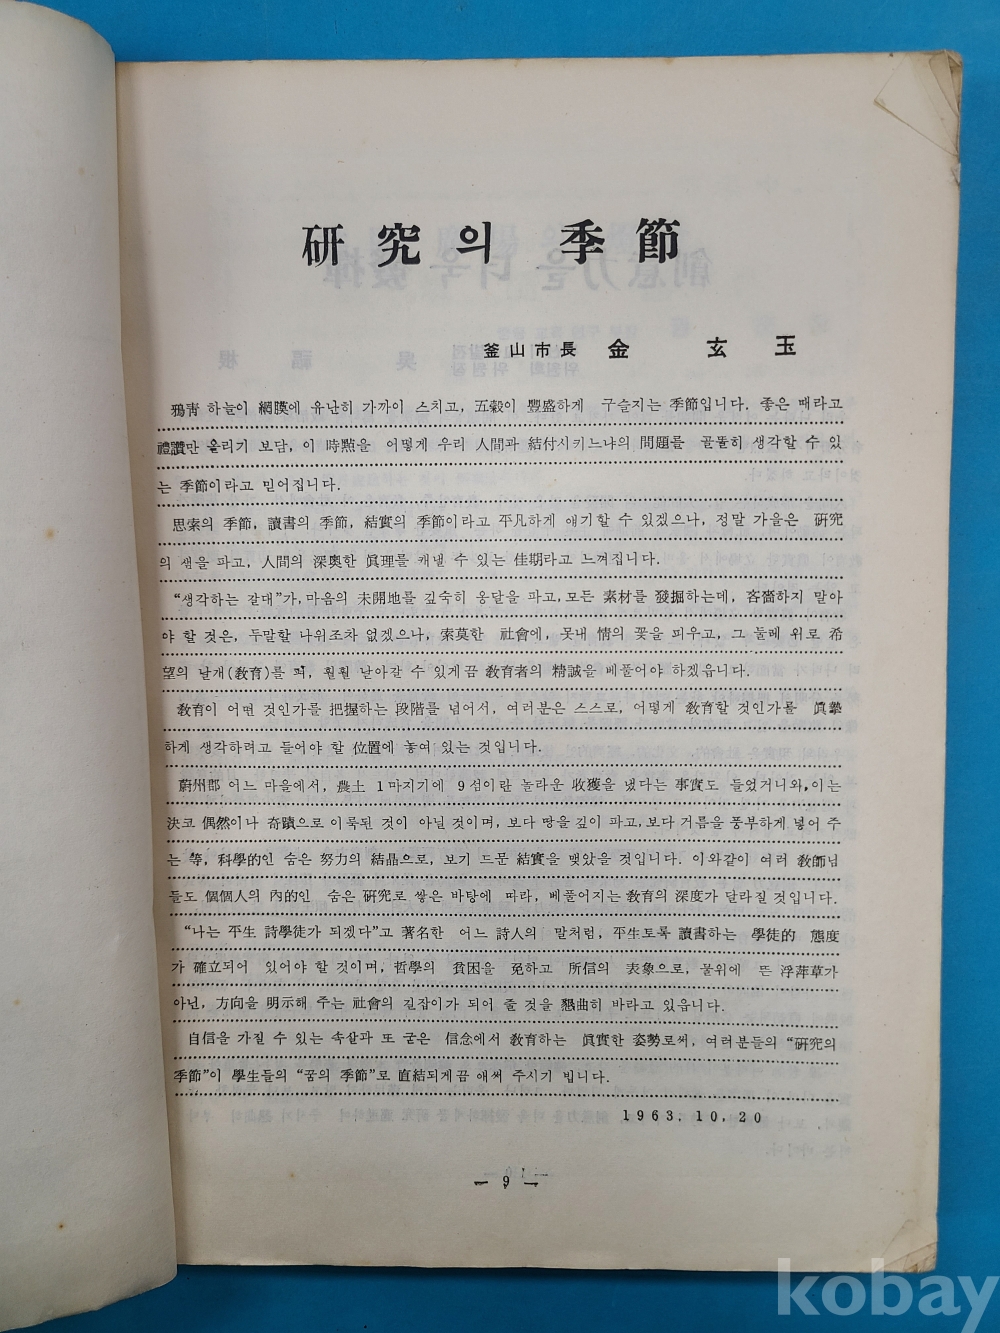 研究의 季節
釜山市長 金玄玉
鴉靑 하늘이 網膜에 유난히 가까이 스치고, 五穀이 豐盛하게 구슬지는 季節입니다. 좋은 때라고
禮讚만 올리기 보담, 이 時點을 어떻게 우리 人間과 結付시키느냐의 問題를 골똘히 생각할 수 있
는 季節이라고 믿어집니다.
思索의 季節, 讀書의 季節, 結實의 季節이라고 平凡하게 얘기할 수 있겠으나, 정말 가을은 硏究
의 샘을 파고, 人間의 深奧한 眞理를 캐낼 수 있는 佳期라고 느껴집니다.
“생각하는 갈대”가, 마음의 未開地를 깊숙히 옹달을 파고, 모든 素材를 發掘하는데, 吝嗇하지 말아
야 할 것은, 두말할 나위조차 없겠으나, 索莫한 社會에, 못내 情의 꽃을 피우고, 그 둘레 위로 希
望의 날개(敎育)를 펴, 훨훨 날아갈 수 있게끔 敎育者의 精誠을 베풀어야 하겠읍니다.
敎育이 어떤 것인가를 把握하는 段階를 넘어서, 여러분은 스스로, 어떻게 敎育할 것인가를 眞摯
하게 생각하려고 들어야 할 位置에 놓여 있는 것입니다.
蔚州郡 어느 마을에서, 農土 1마지기에 9섬이란 놀라운 收獲을 냈다는 事實도 들었거니와, 이는
決코 偶然이나 奇蹟으로 이룩된 것이 아닐 것이며, 보다 땅을 깊이 파고, 보다 거름을 풍부하게 넣어 주
는 等, 科學的인 숨은 努力의 結晶으로, 보기 드문 結實을 맺았을 것입니다. 이와같이 여러 敎師님
들도 個個人의 內的인 숨은 硏究로 쌓은 바탕에 따라, 베풀어지는 敎育의 深度가 달라질 것입니다.
“나는 平生 詩學徒가 되겠다”고 著名한 어느 詩人의 말처럼, 平生토록 讀書하는 學徒的 態度
가 確立되어 있어야 할 것이며, 哲學의 貧困을 免하고 所信의 表象으로, 물위에 뜬 浮萍草가
아닌, 方向을 明示해 주는 社會의 길잡이가 되어 줄 것을 懇曲히 바라고 있읍니다.
自信을 가질 수 있는 속살과 또 굳은 信念에서 敎育하는 眞實한 姿勢로써, 여러분들의 “硏究의
季節”이 學生들의 “꿈의 季節”로 直結되게끔 애써 주시기 빕니다.
1963. 10. 20
— 9 —
kobay